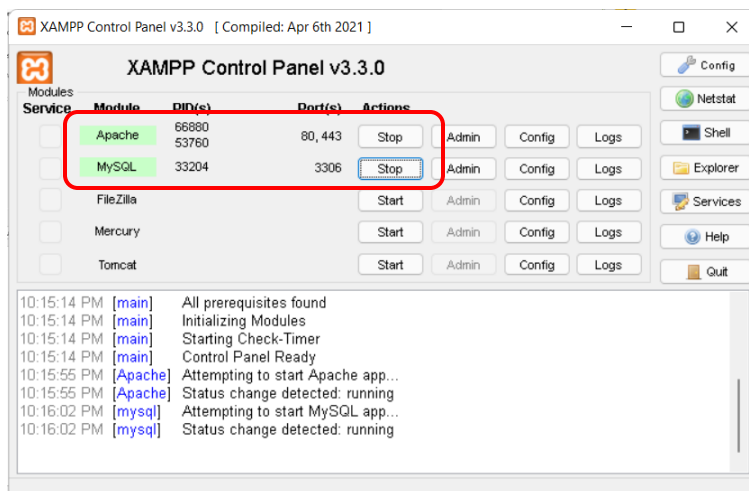 XAMPP Control Panel v3.3.0 [ Compiled: Apr 6th 2021 ]
XAMPP Control Panel v3.3.0
Config
Modules
Service Module PID(s) Port(s) Actions
Netstat
Apache 66880 53760 80, 443 Stop Admin Config Logs
Shell
MySQL 33204 3306 Stop Admin Config Logs
Explorer
FileZilla Start Admin Config Logs
Services
Mercury Start Admin Config Logs
Help
Tomcat Start Admin Config Logs
Quit
10:15:14 PM [main] All prerequisites found
10:15:14 PM [main] Initializing Modules
10:15:14 PM [main] Starting Check-Timer
10:15:14 PM [main] Control Panel Ready
10:15:55 PM [Apache] Attempting to start Apache app...
10:15:55 PM [Apache] Status change detected: running
10:16:02 PM [mysql] Attempting to start MySQL app...
10:16:02 PM [mysql] Status change detected: running